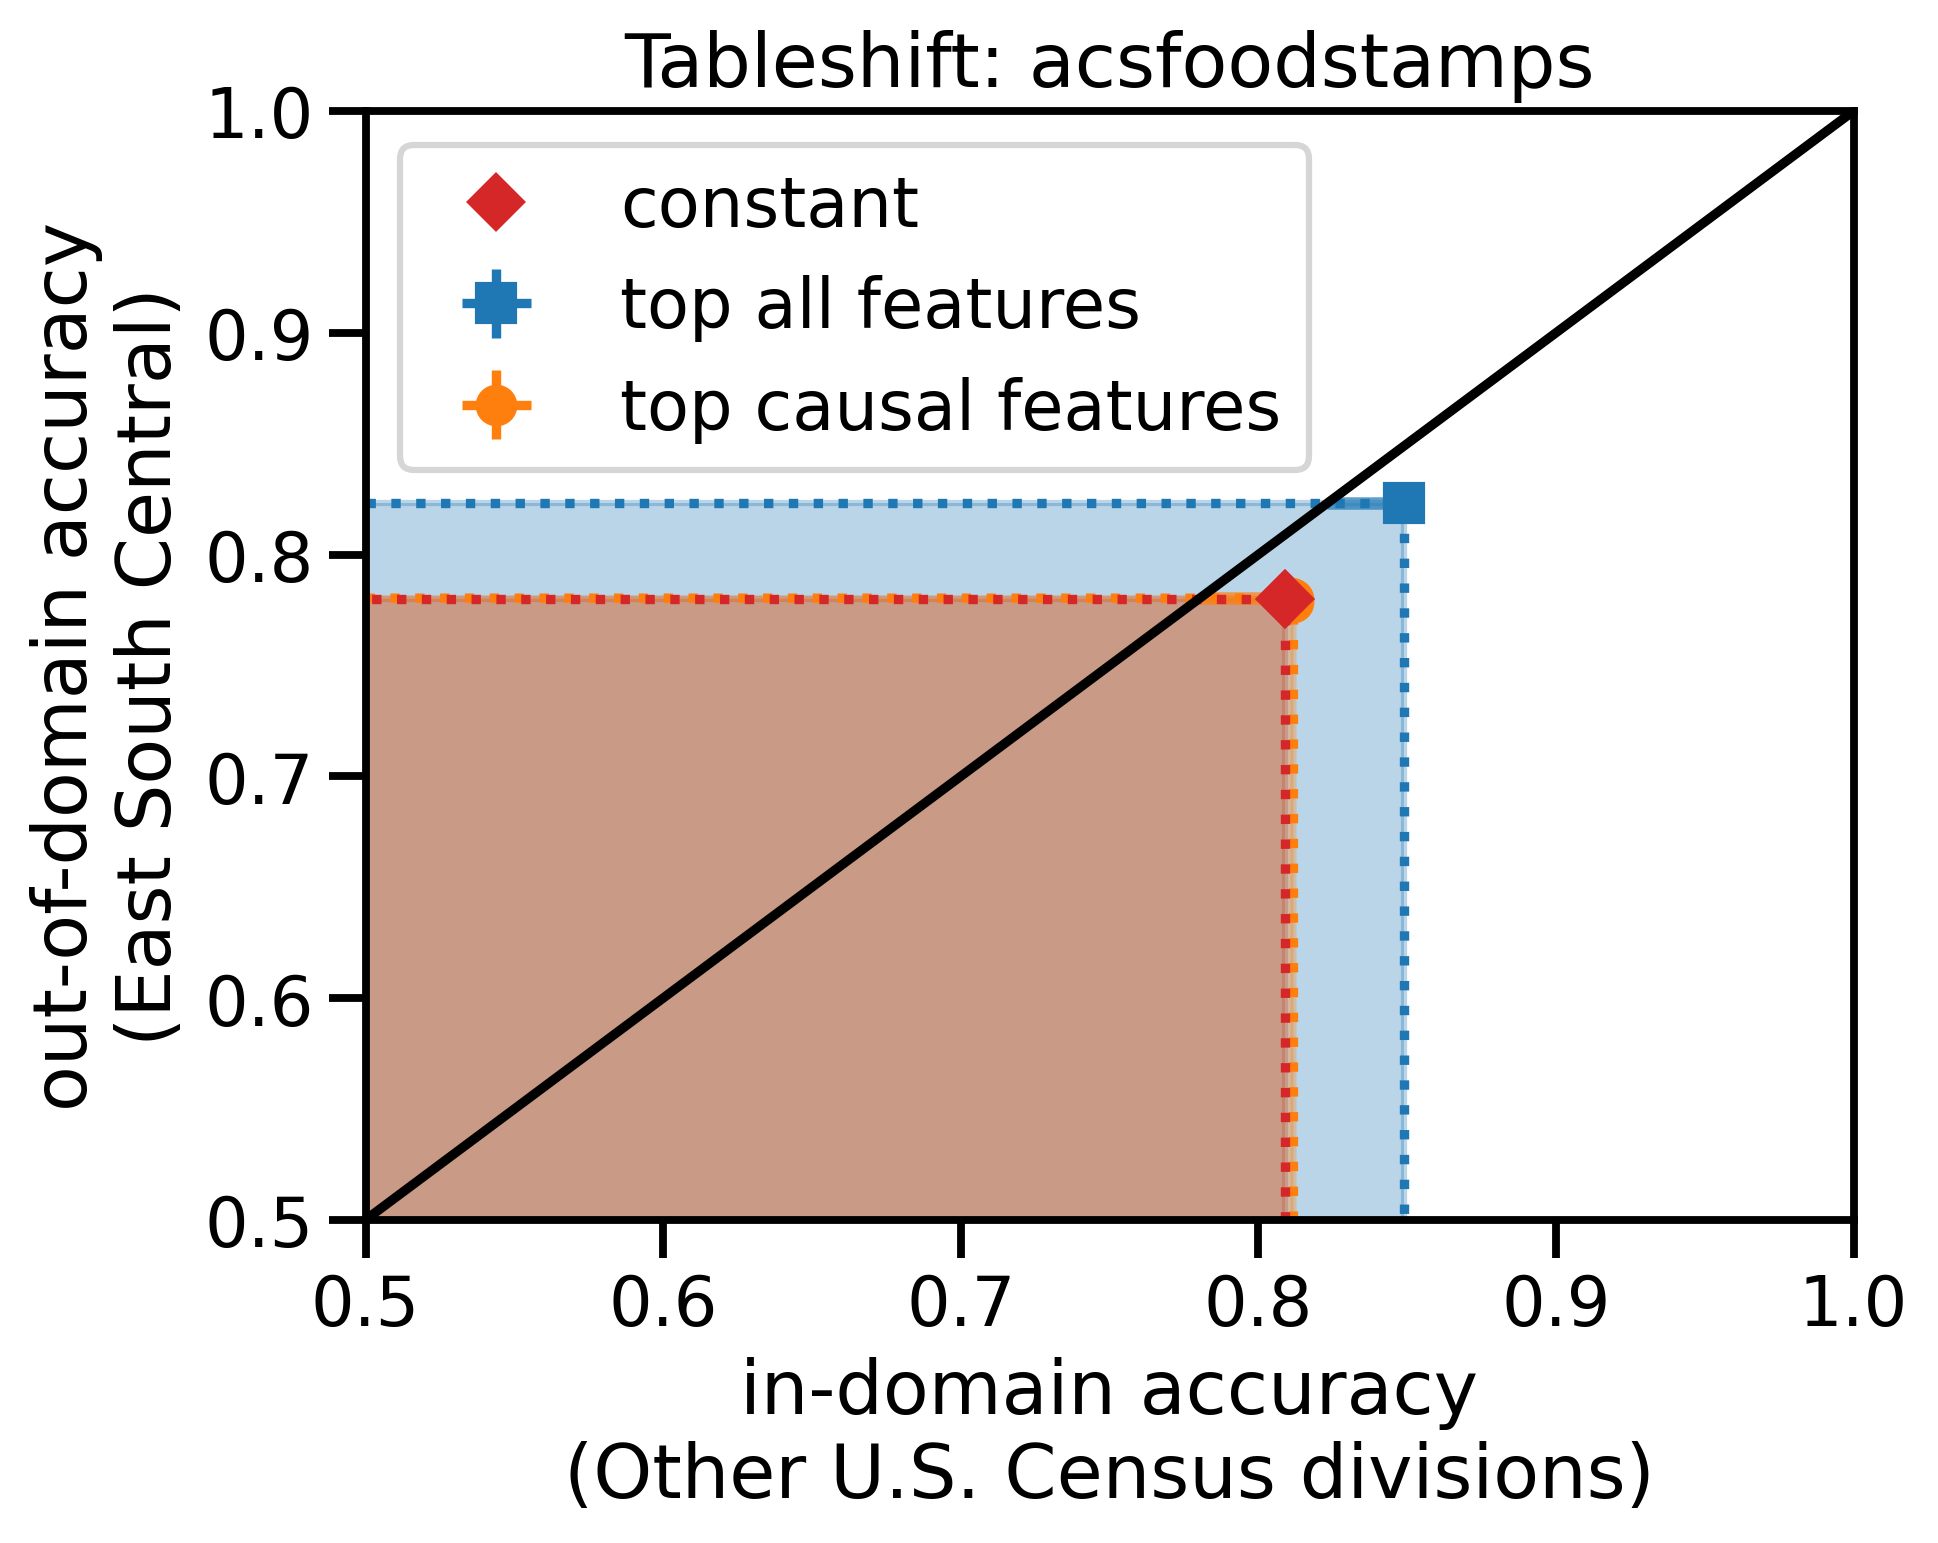 Tableshift: acsfoodstamps
out-of-domain accuracy
(East South Central)
1.0
0.9
0.8
0.7
0.6
0.5
constant
top all features
top causal features
0.5 0.6 0.7 0.8 0.9 1.0
in-domain accuracy
(Other U.S. Census divisions)